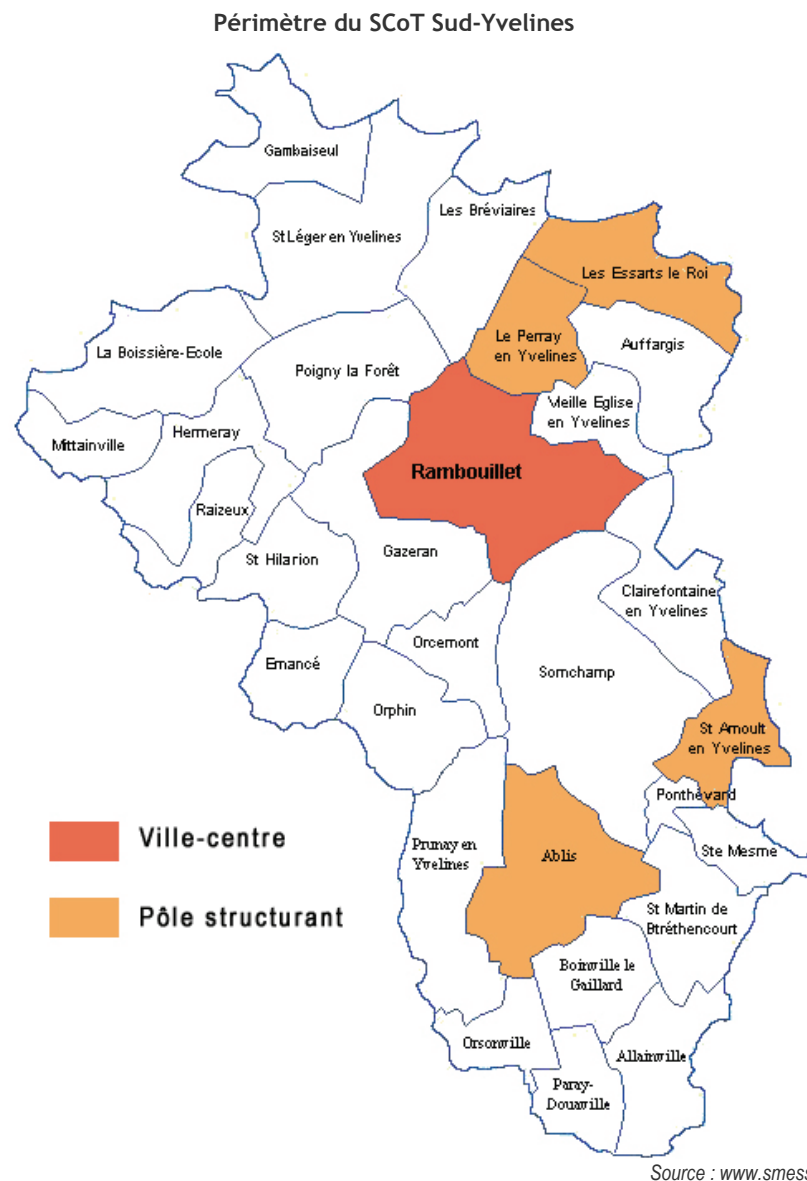 Périmètre du SCoT Sud-Yvelines
Gambaiseul
Les Bréviaires
St Léger en Yvelines
Les Essarts le Roi
Le Perray
en Yvelines
Auffargis
La Boissière-Ecole
Poigny la Forêt
Vieille Eglise
en Yvelines
Mittainville
Hermeray
Rambouillet
Raizeux
St Hilarion
Gazeran
Clairefontaine
en Yvelines
Orcemont
Emancé
Sonchamp
Orphin
St Arnoult
en Yvelines
Ponthévard
Ville-centre
Prunay en
Yvelines
Ablis
Ste Mesme
Pôle structurant
St Martin de
Btréthencourt
Boinville le
Gaillard
Orsonville
Allainville
Paray-
Douaville
Source : www.smess